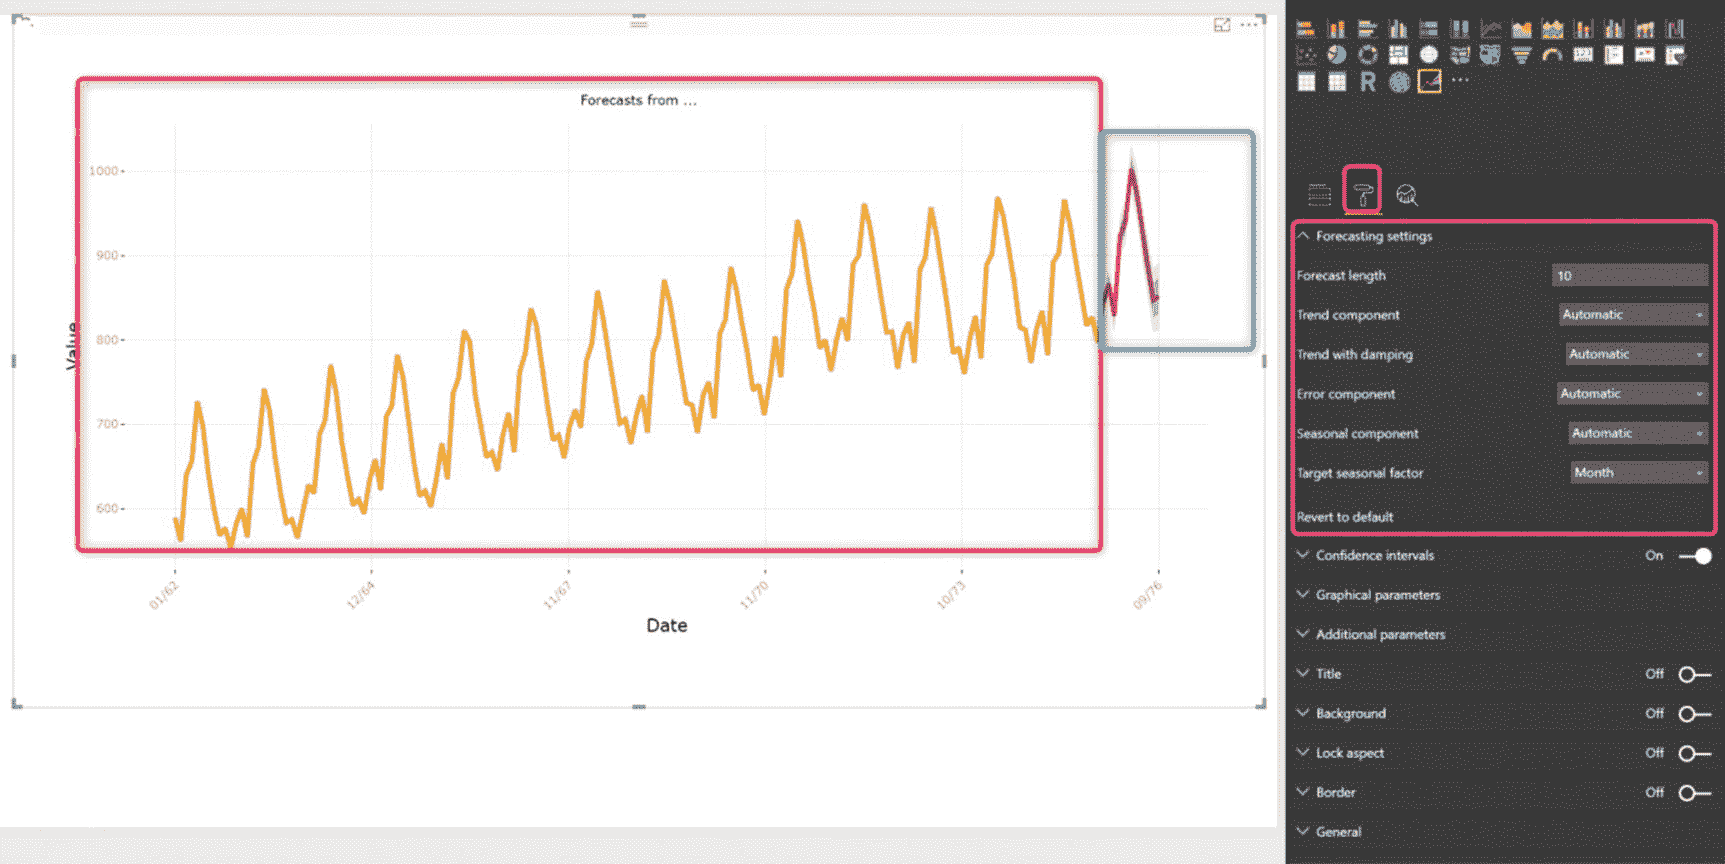 Forecasts from ...
1000
900
800
700
600
Value
01/62
12/64
11/67
11/70
10/73
09/76
Date
R
Forecasting settings
Forecast length 10
Trend component Automatic
Trend with damping Automatic
Error component Automatic
Seasonal component Automatic
Target seasonal factor Month
Revert to default
Confidence intervals On
Graphical parameters
Additional parameters
Title Off
Background Off
Lock aspect Off
Border Off
General